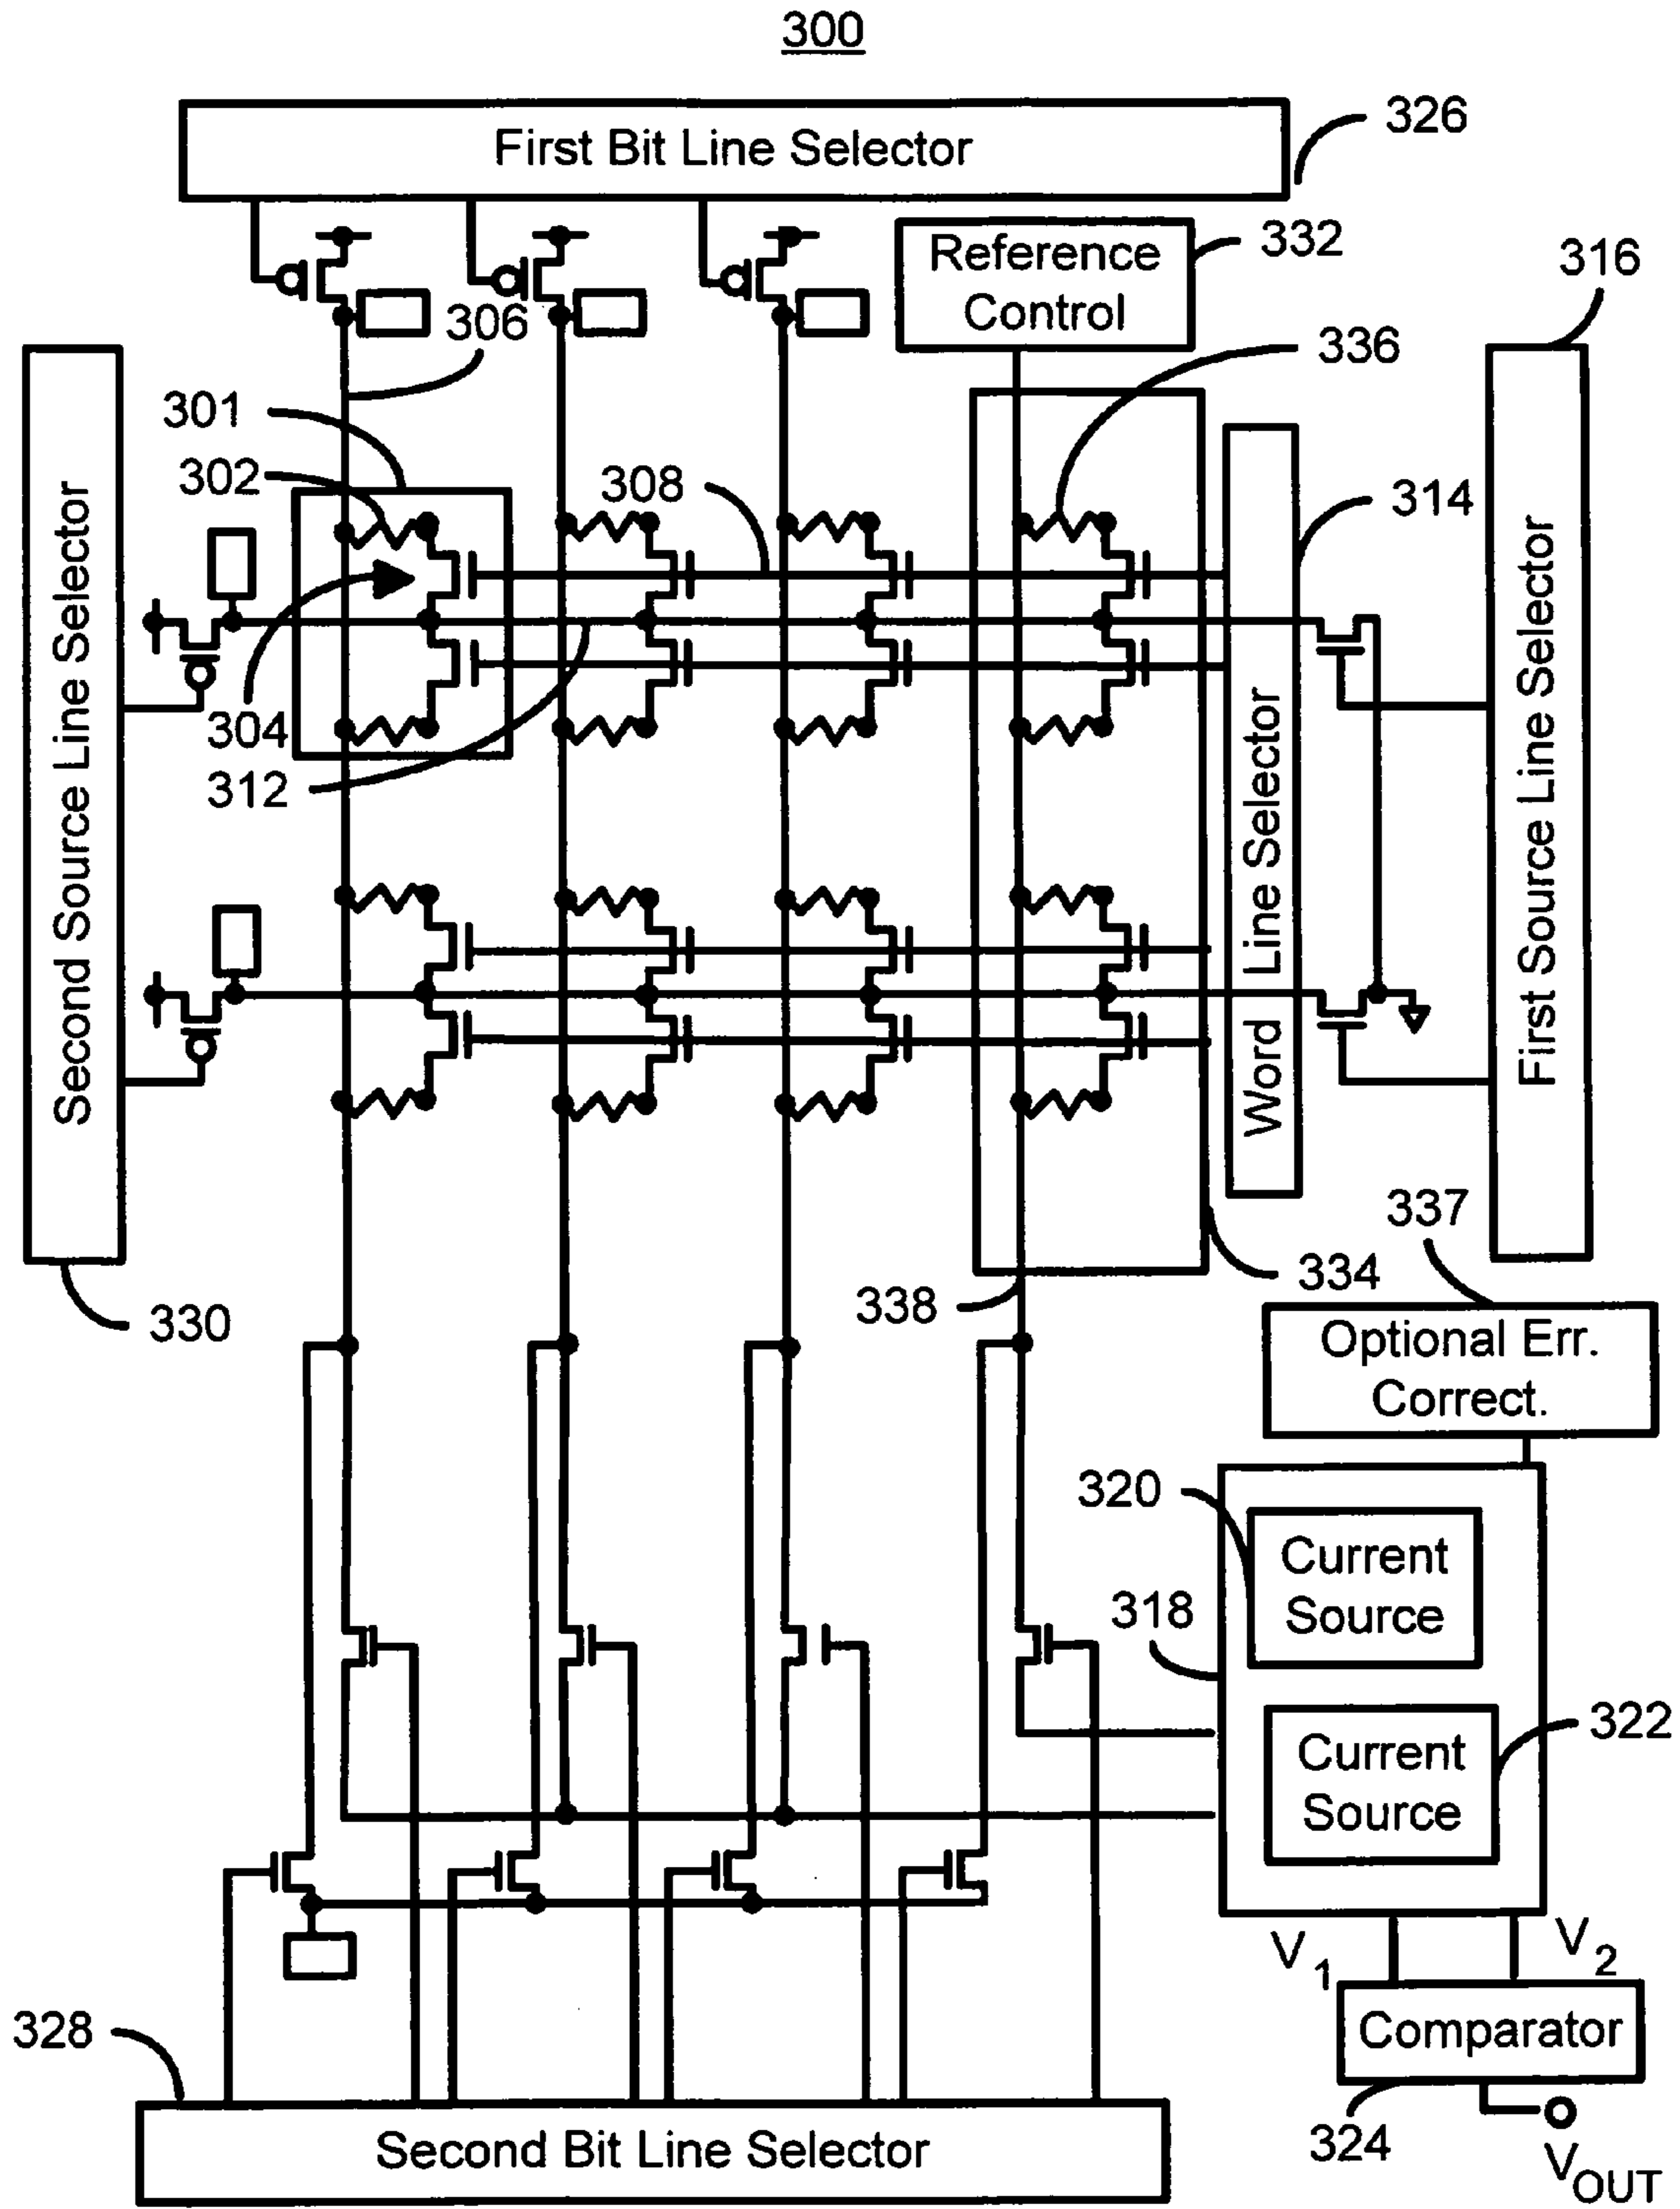 300
First Bit Line Selector
326
Reference
Control
332
316
306
336
301
302
308
314
Second Source Line Selector
304
312
Word Line Selector
First Source Line Selector
337
334
338
330
Optional Err.
Correct.
320
Current
Source
318
322
Current
Source
V1
V2
328
Comparator
324
VOUT
Second Bit Line Selector